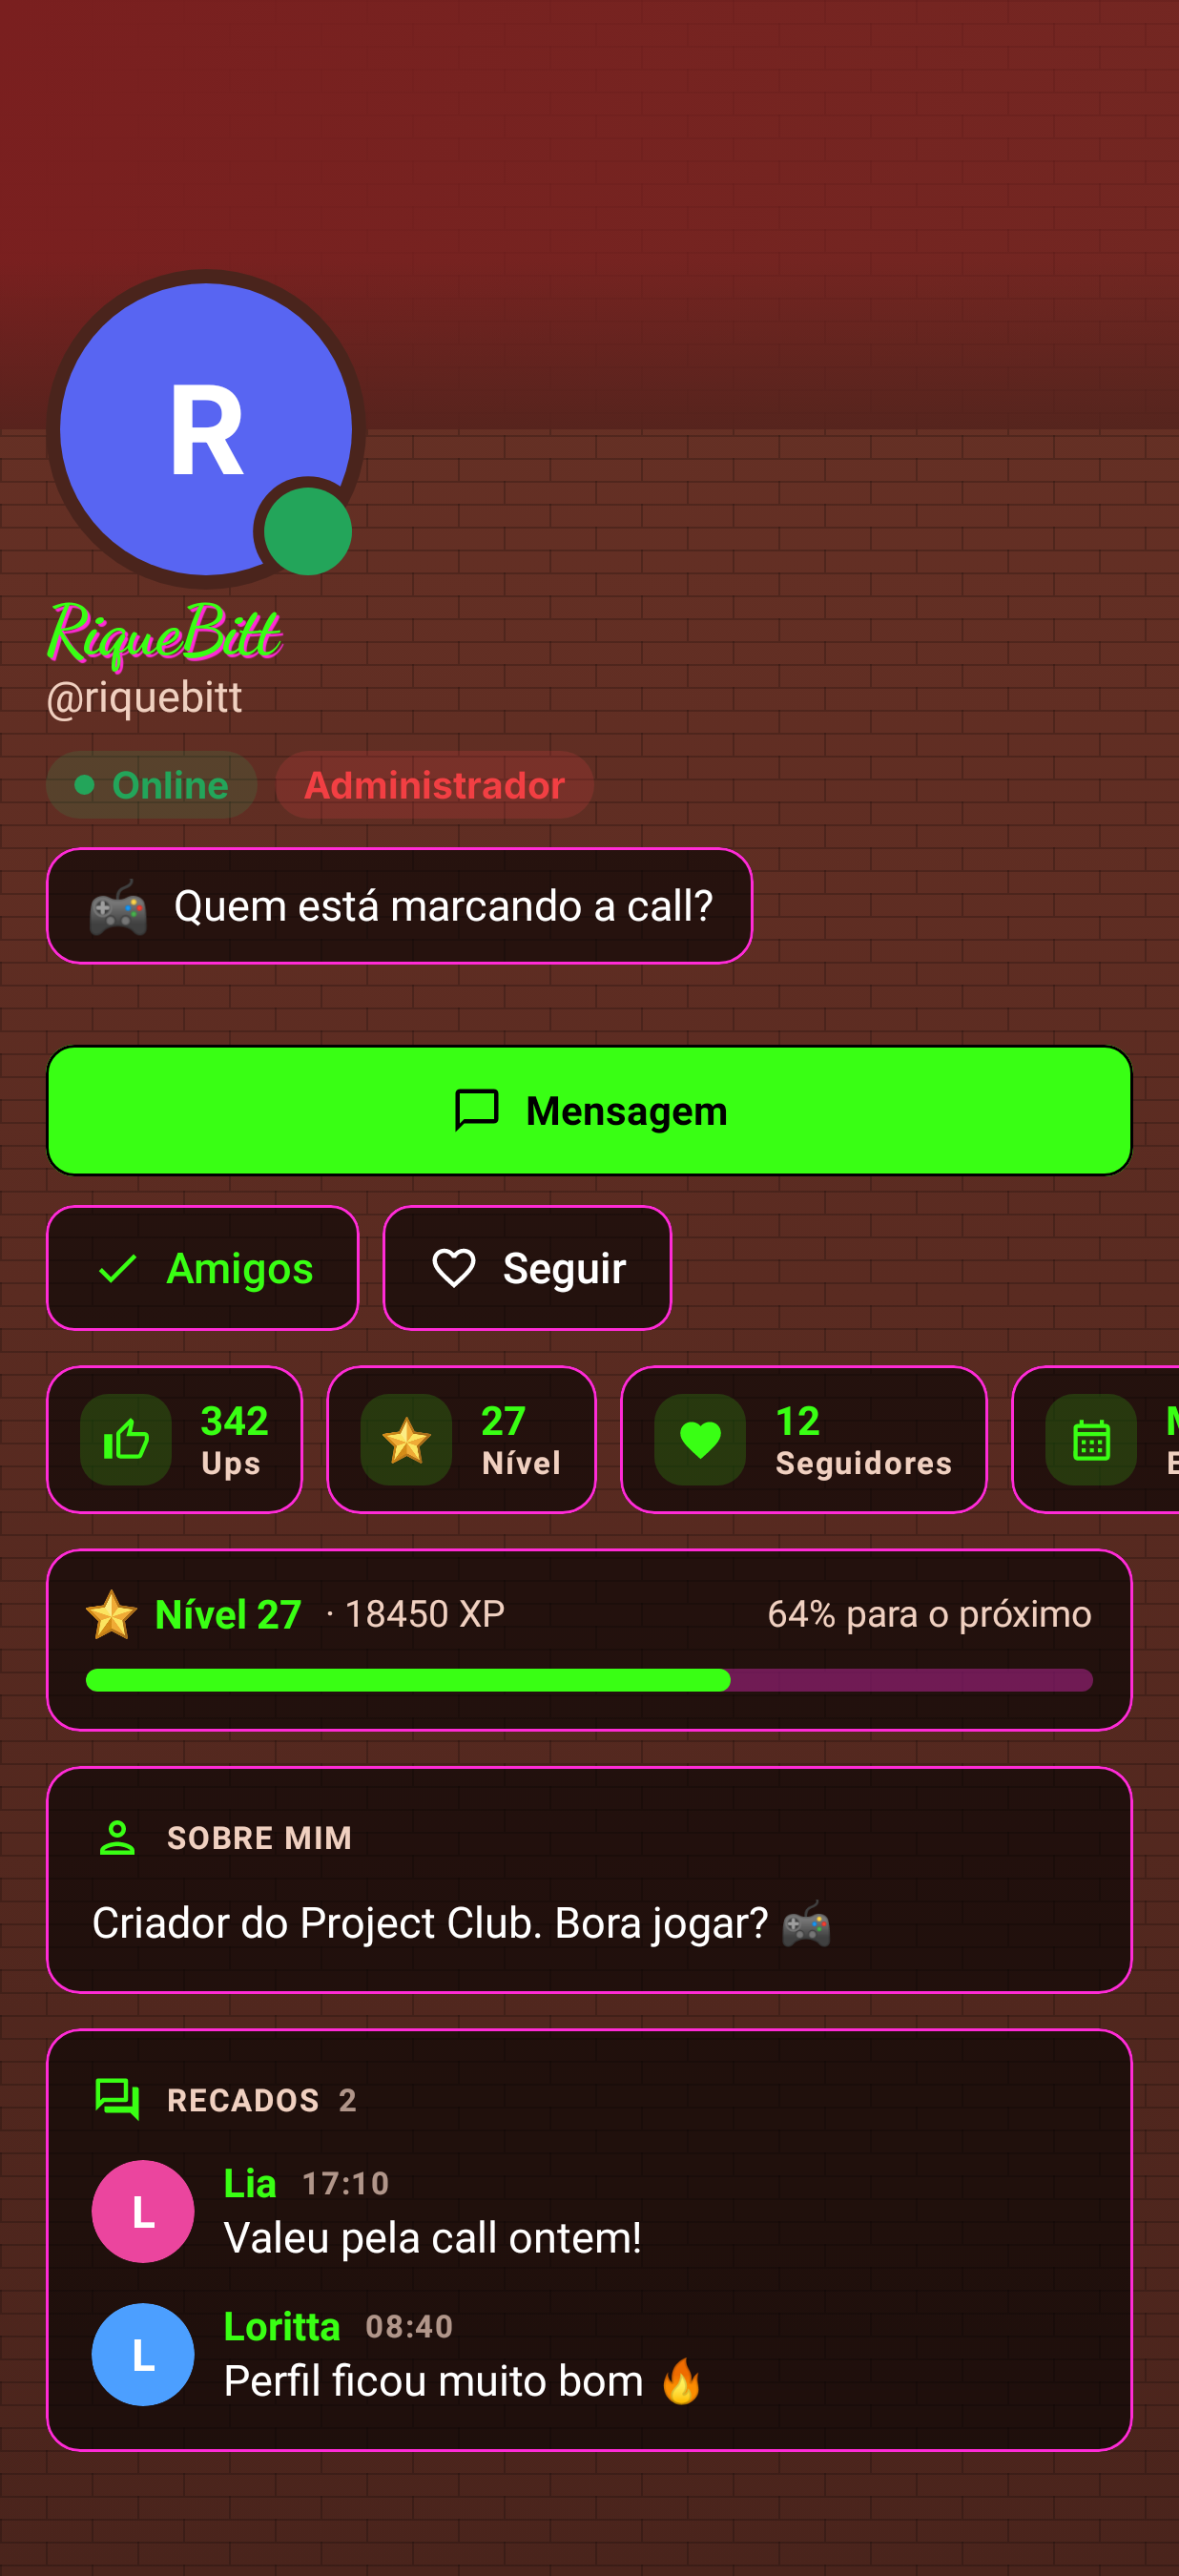 R
RiqueBitt
@riquebitt
Online
Administrador
🎮 Quem está marcando a call?
Mensagem
Amigos
Seguir
342
Ups
27
Nível
12
Seguidores
Nível 27 · 18450 XP
64% para o próximo
SOBRE MIM
Criador do Project Club. Bora jogar? 🎮
RECADOS 2
L
Lia 17:10
Valeu pela call ontem!
L
Loritta 08:40
Perfil ficou muito bom 🔥